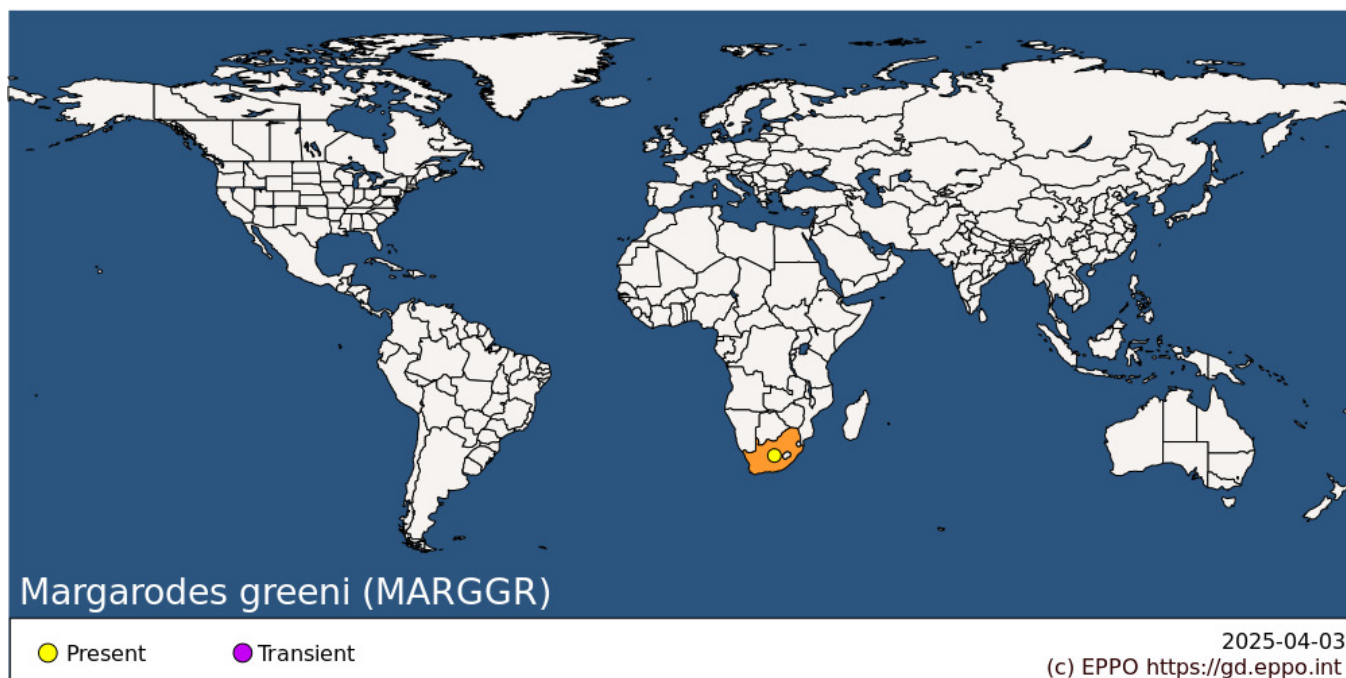 Margarodes greeni (MARGGR)
Present
Transient
2025-04-03
(c) EPPO https://gd.eppo.int